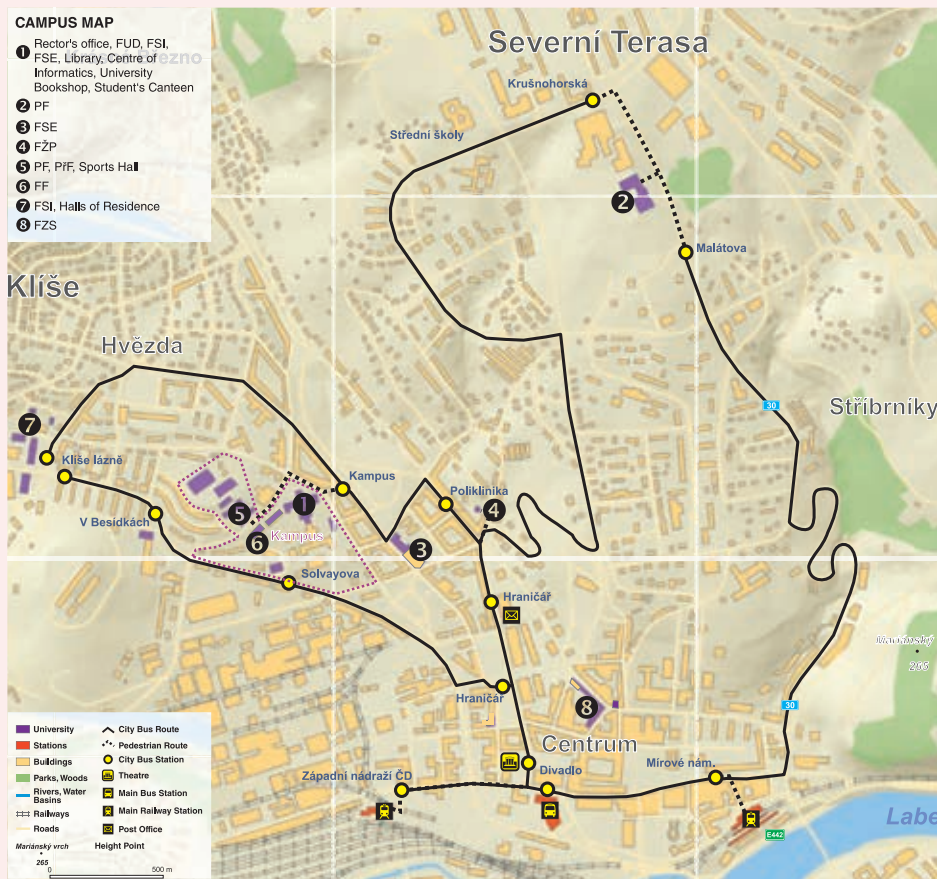 CAMPUS MAP
1 Rector's office, FUD, FSI,
FSE, Library, Centre of
Informatics, University
Bookshop, Student's Canteen
2 PF
3 FSE
4 FŽP
5 PF, PřF, Sports Hall
6 FF
7 FSI, Halls of Residence
8 FZS
Severní Terasa
Krušnohorská
Střední školy
2
Malátova
Klíše
Hvězda
30
Stříbrníky
7
Klíše lázně
Kampus
Poliklinika
5
1
4
V Besídkách
6
Kampus
3
Solvayova
Hraničář
Mariánský
265
Hraničář
8
30
Centrum
Divadlo
Mírové nám.
Západní nádraží ČD
E442
Labe
University
Stations
Buildings
Parks, Woods
Rivers, Water
Basins
Railways
Roads
Mariánský vrch
265
City Bus Route
Pedestrian Route
City Bus Station
Theatre
Main Bus Station
Main Railway Station
Post Office
Height Point
0 500 m